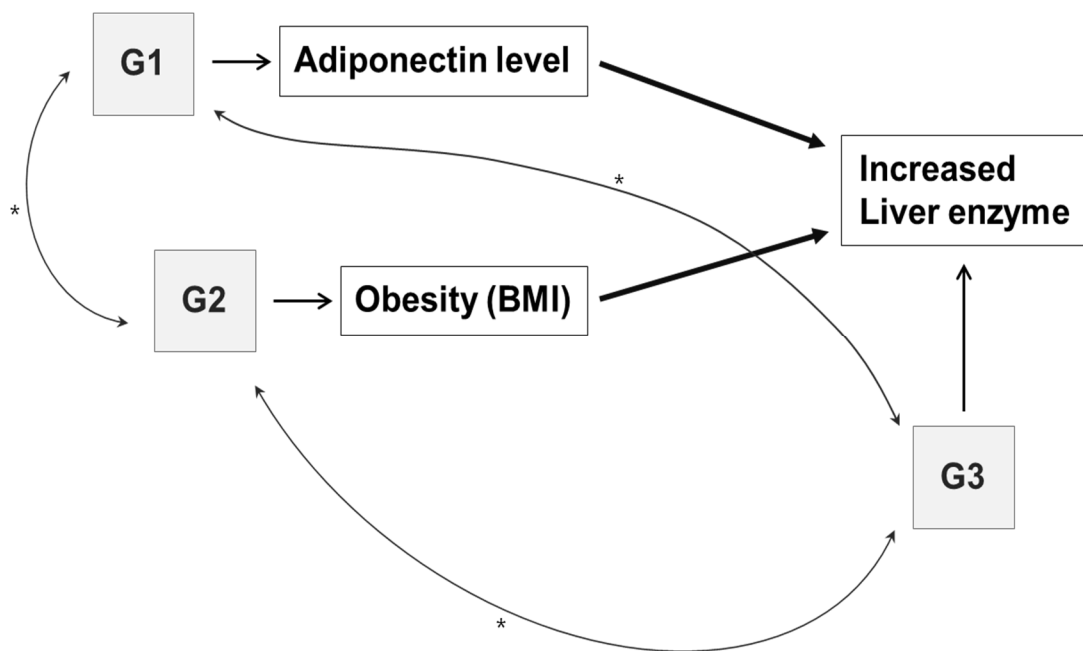 G1
Adiponectin level
Increased
Liver enzyme
*
*
G2
Obesity (BMI)
G3
*